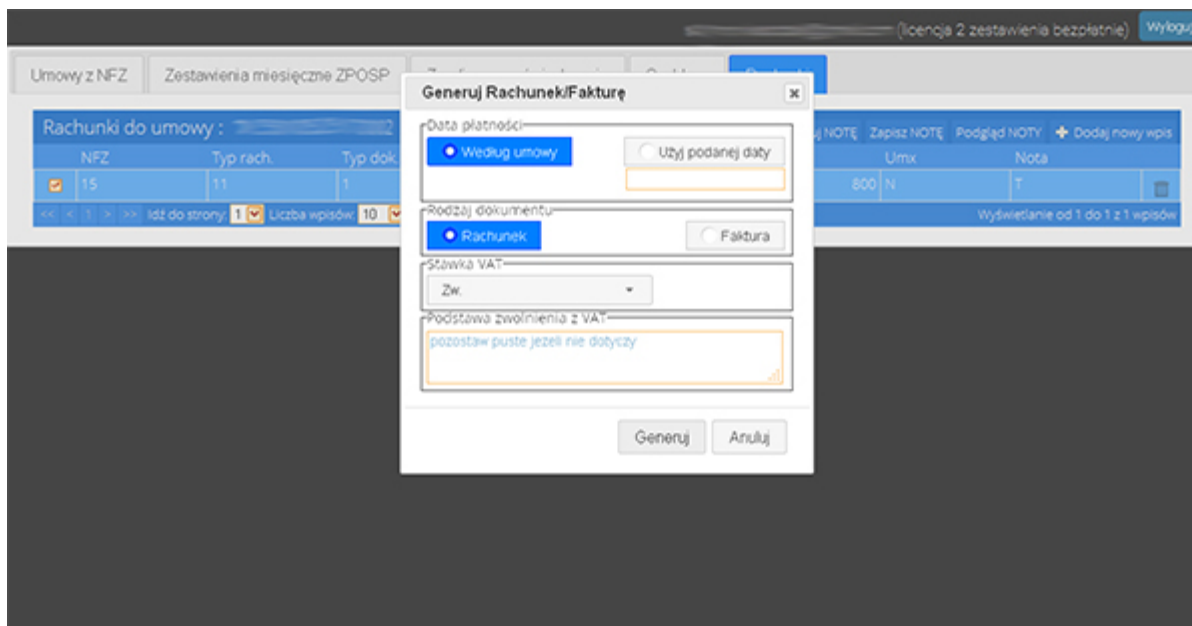 (licencja 2 zestawienia bezpłatnie) Wyloguj
Umowy z NFZ Zestawienia miesięczne ZPOSP
Generuj Rachunek/Fakturę
Rachunki do umowy :
NOTĘ Zapisz NOTĘ Podgląd NOTY Dodaj nowy wpis
NFZ Typ rach. Typ dok. Umx Nota
15 11 1 800 N T
<< < 1 > >> Idź do strony: 1 Liczba wpisów: 10 Wyświetlanie od 1 do 1 z 1 wpisów
Data płatności
Według umowy Użyj podanej daty
Rodzaj dokumentu
Rachunek Faktura
Stawka VAT
Zw.
Podstawa zwolnienia z VAT
pozostaw puste jeżeli nie dotyczy
Generuj Anuluj